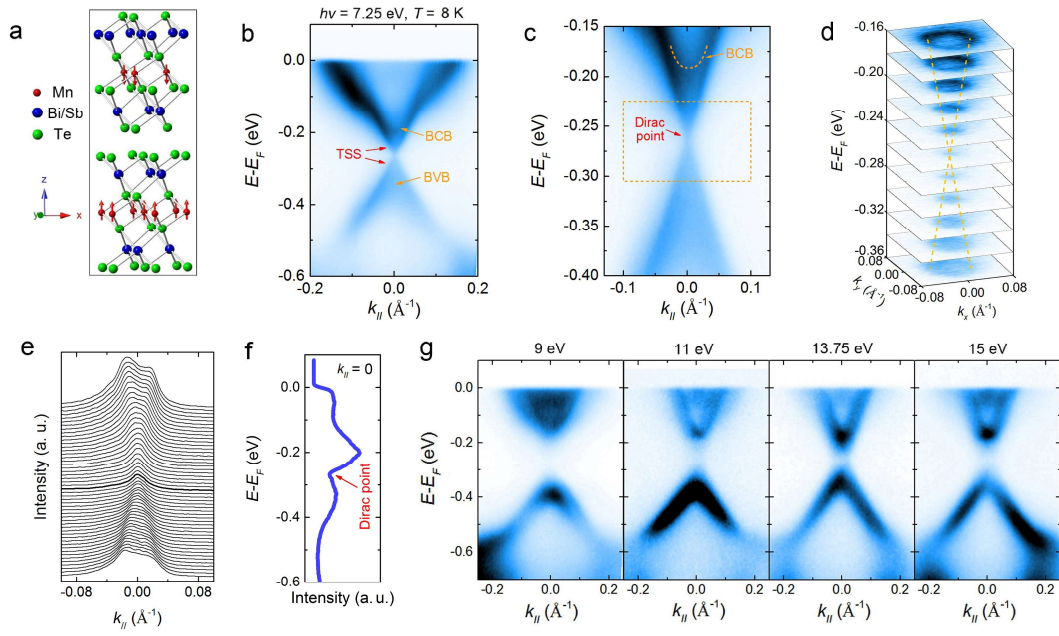 a
Mn
Bi/Sb
Te
z
y
x
b
hν = 7.25 eV, T = 8 K
E-E_F (eV)
0.0
-0.2
-0.4
-0.6
TSS
BCB
BVB
-0.2
0.0
0.2
k_// (Å⁻¹)
c
E-E_F (eV)
-0.15
-0.20
-0.25
-0.30
-0.35
-0.40
BCB
Dirac
point
-0.1
0.0
0.1
k_// (Å⁻¹)
d
E-E_F (eV)
-0.16
-0.20
-0.24
-0.28
-0.32
-0.36
0.08
0.00
-0.08
k_y (Å⁻¹)
-0.08
0.00
0.08
k_x (Å⁻¹)
e
Intensity (a. u.)
-0.08
0.00
0.08
k_// (Å⁻¹)
f
k_// = 0
E-E_F (eV)
0.0
-0.2
-0.4
-0.6
Dirac point
Intensity (a. u.)
g
9 eV
11 eV
13.75 eV
15 eV
E-E_F (eV)
0.0
-0.2
-0.4
-0.6
k_// (Å⁻¹)
-0.2
0.0
0.2
k_// (Å⁻¹)
-0.2
0.0
0.2
k_// (Å⁻¹)
-0.2
0.0
0.2
k_// (Å⁻¹)
-0.2
0.0
0.2